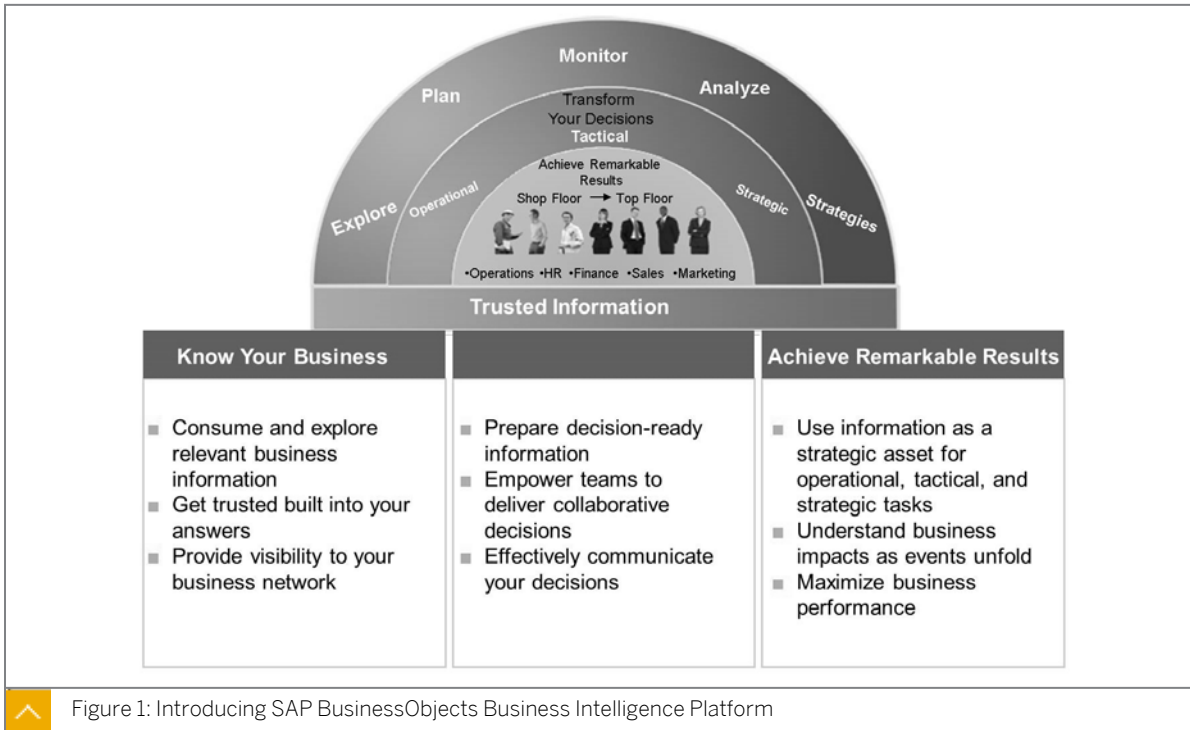 Monitor
Plan
Analyze
Transform
Your Decisions
Tactical
Achieve Remarkable
Results
Shop Floor → Top Floor
Explore
Operational
Strategic
Strategies
•Operations •HR •Finance •Sales •Marketing
Trusted Information
Know Your Business
Consume and explore
relevant business
information
Get trusted built into your
answers
Provide visibility to your
business network
Prepare decision-ready
information
Empower teams to
deliver collaborative
decisions
Effectively communicate
your decisions
Achieve Remarkable Results
Use information as a
strategic asset for
operational, tactical, and
strategic tasks
Understand business
impacts as events unfold
Maximize business
performance
Figure 1: Introducing SAP BusinessObjects Business Intelligence Platform